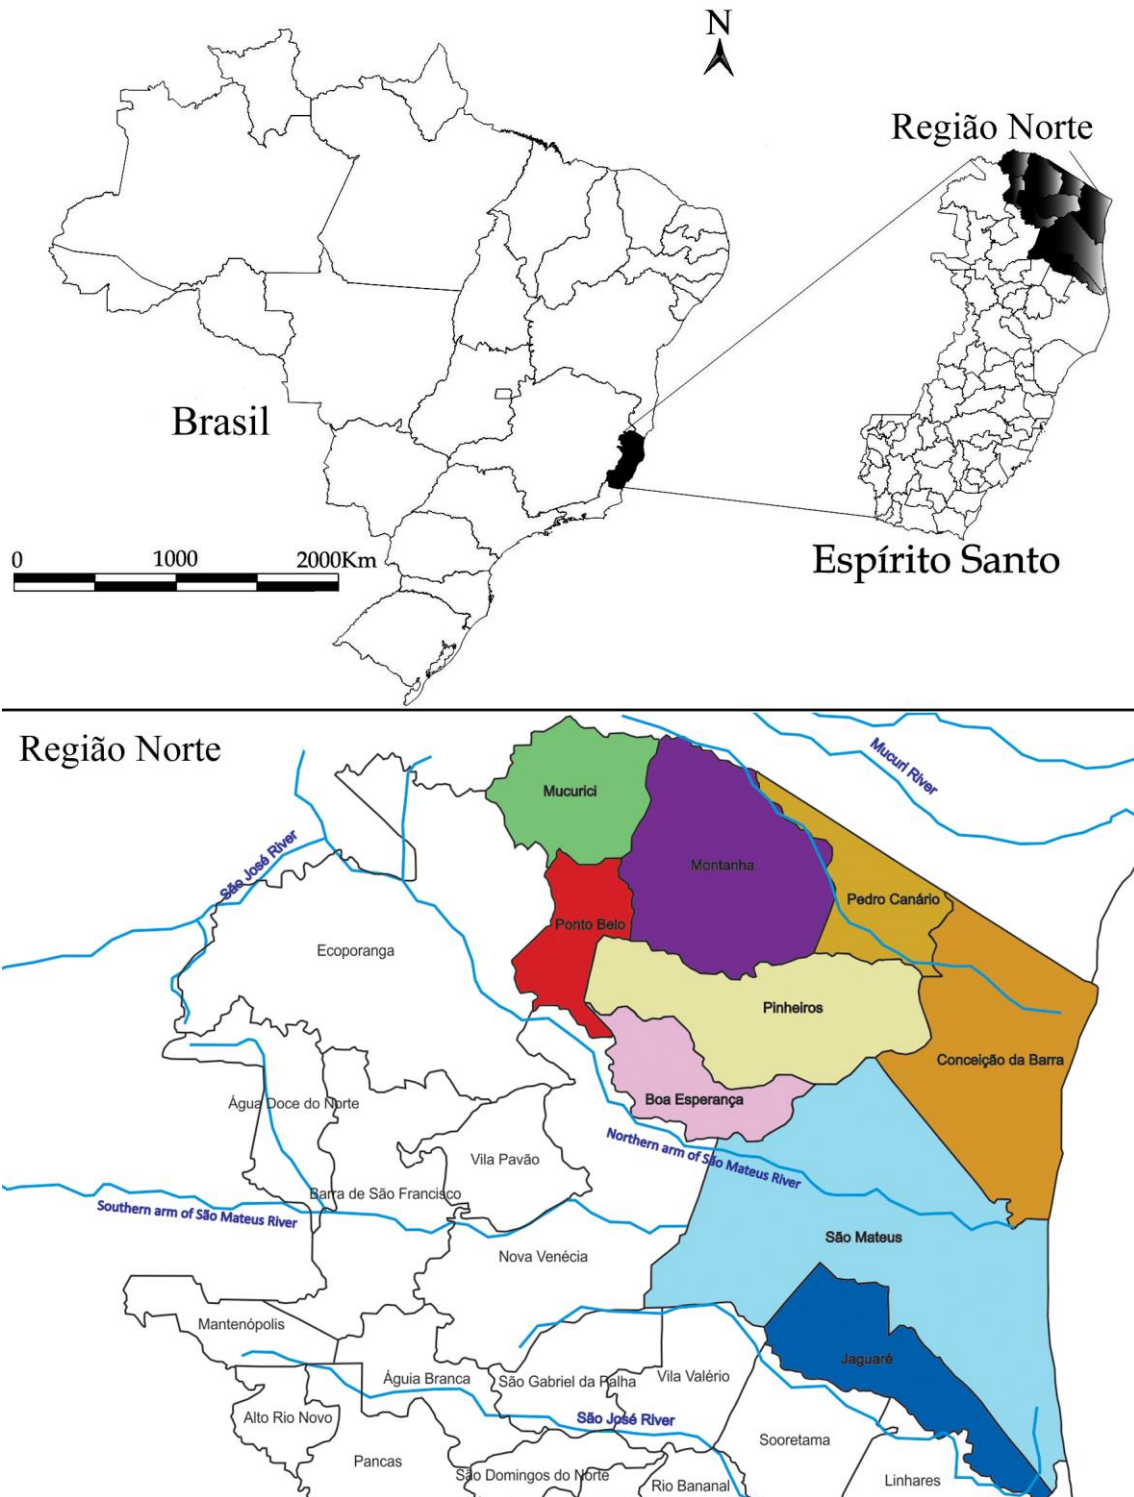 N
Região Norte
Brasil
0 1000 2000Km
Espírito Santo
Região Norte
Mucuri River
Mucurici
São José River
Montanha
Pedro Canário
Ponto Belo
Ecoporanga
Pinheiros
Conceição da Barra
Boa Esperança
Água Doce do Norte
Northern arm of São Mateus River
Vila Pavão
Barra de São Francisco
Southern arm of São Mateus River
São Mateus
Nova Venécia
Mantenópolis
Jaguaré
Águia Branca
São Gabriel da Palha
Vila Valério
Alto Rio Novo
São José River
Sooretama
Pancas
São Domingos do Norte
Rio Bananal
Linhares